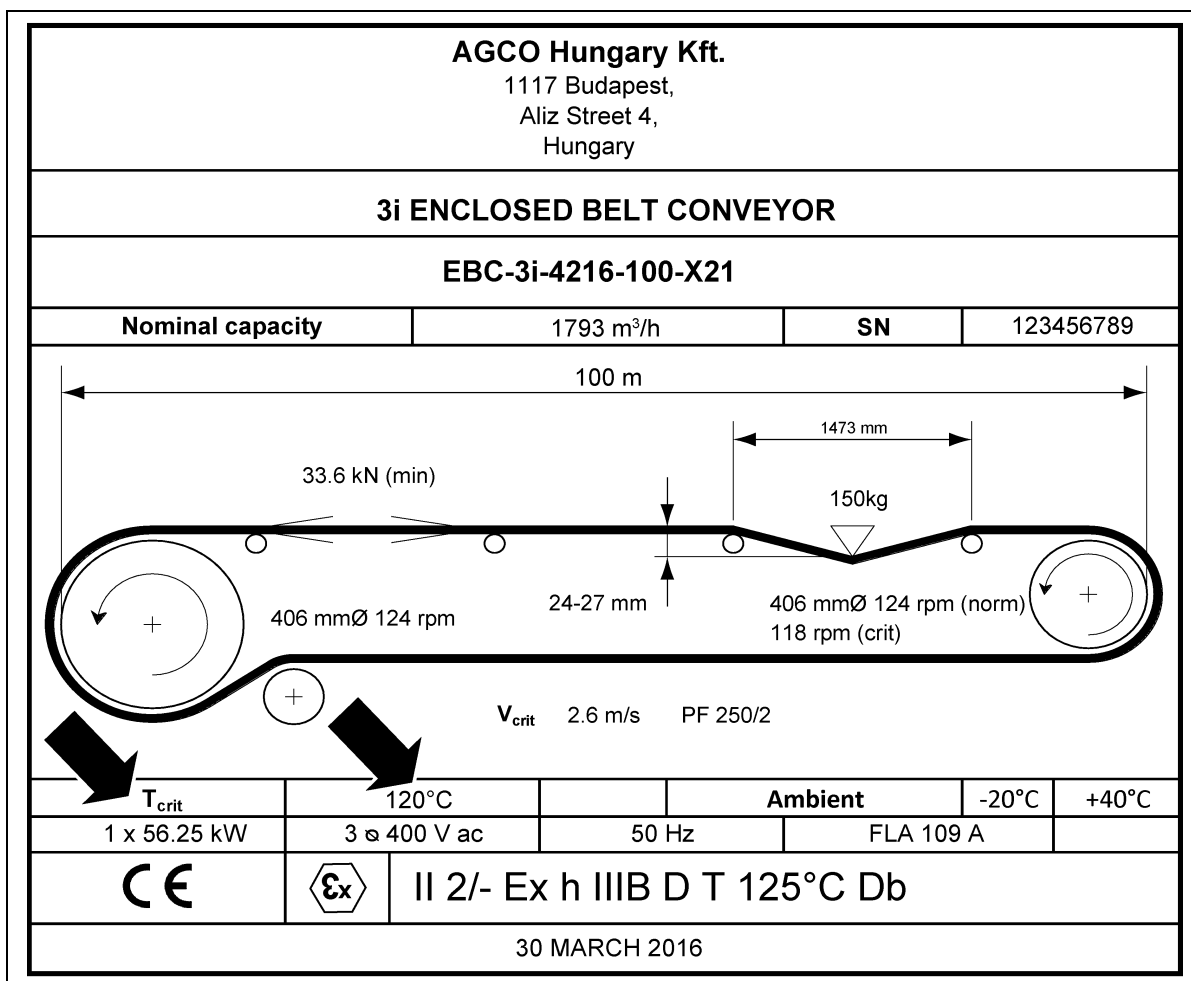 AGCO Hungary Kft.
1117 Budapest,
Aliz Street 4,
Hungary
3i ENCLOSED BELT CONVEYOR
EBC-3i-4216-100-X21
Nominal capacity 1793 m³/h SN 123456789
100 m
1473 mm
33.6 kN (min)
150kg
24-27 mm
406 mmØ 124 rpm
406 mmØ 124 rpm (norm)
118 rpm (crit)
Vcrit 2.6 m/s PF 250/2
Tcrit 120°C Ambient -20°C +40°C
1 x 56.25 kW 3 ⦰ 400 V ac 50 Hz FLA 109 A
CE Ex II 2/- Ex h IIIB D T 125°C Db
30 MARCH 2016